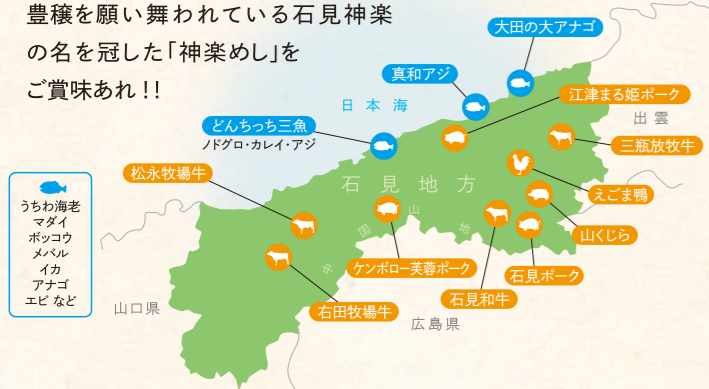 豊穣を願い舞われている石見神楽
の名を冠した「神楽めし」を
ご賞味あれ!!
大田の大アナゴ
真和アジ
日本海
江津まる姫ポーク
出雲
どんちっち三魚
ノドグロ・カレイ・アジ
三瓶放牧牛
松永牧場牛
石見地方
えごま鴨
うちわ海老
マダイ
ボッコウ
メバル
イカ
アナゴ
エビ など
山くじら
中国山地
ケンボロー芙蓉ポーク
石見ポーク
石見和牛
右田牧場牛
山口県
広島県